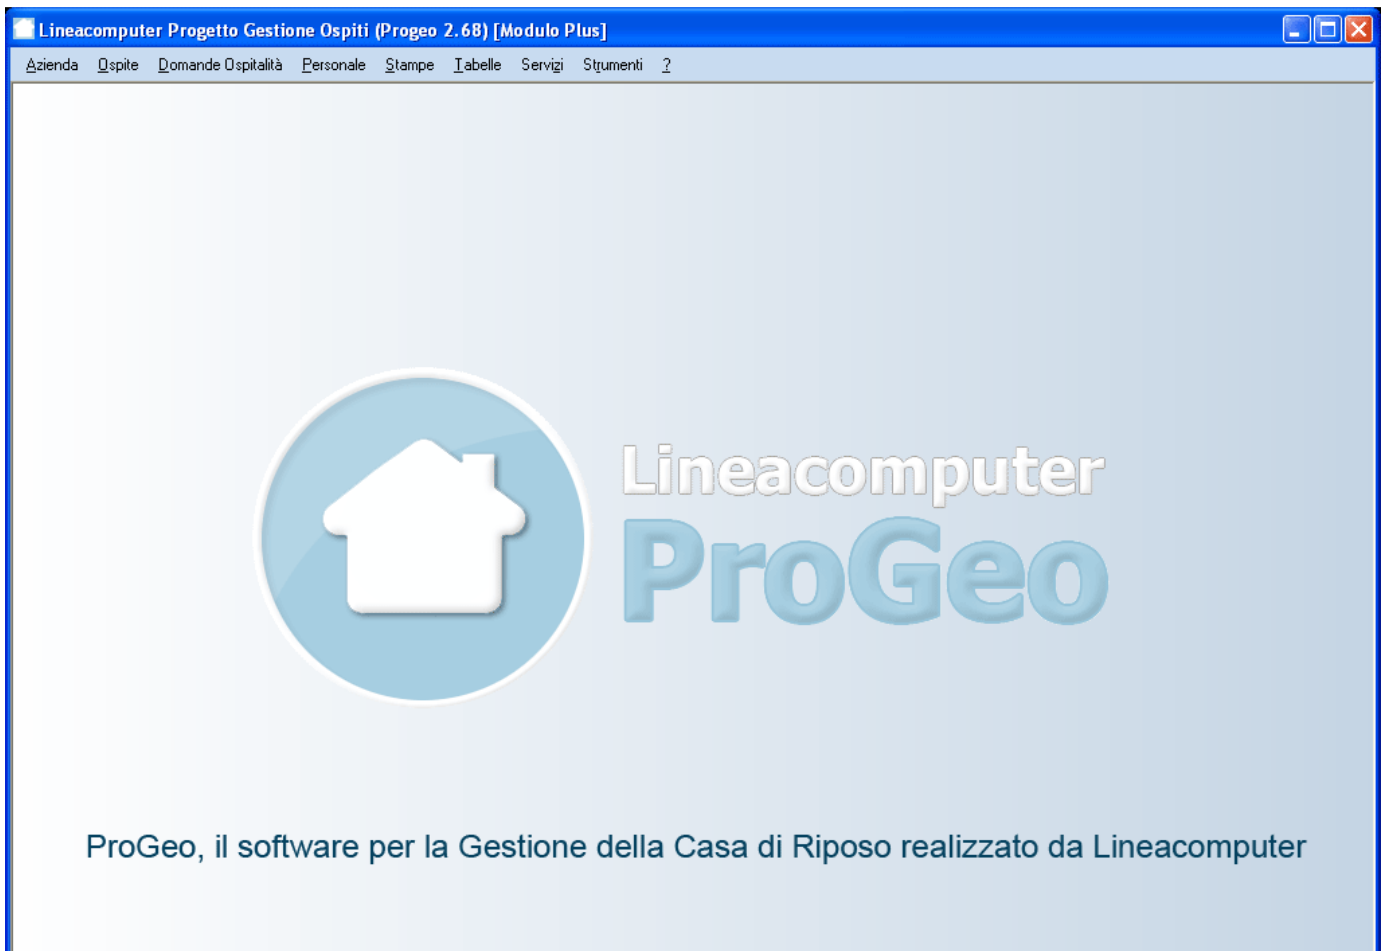 Lineacomputer Progetto Gestione Ospiti (Progeo 2.68) [Modulo Plus]
Azienda Ospite Domande Ospitalità Personale Stampe Tabelle Servizi Strumenti ?
Lineacomputer
ProGeo
ProGeo, il software per la Gestione della Casa di Riposo realizzato da Lineacomputer